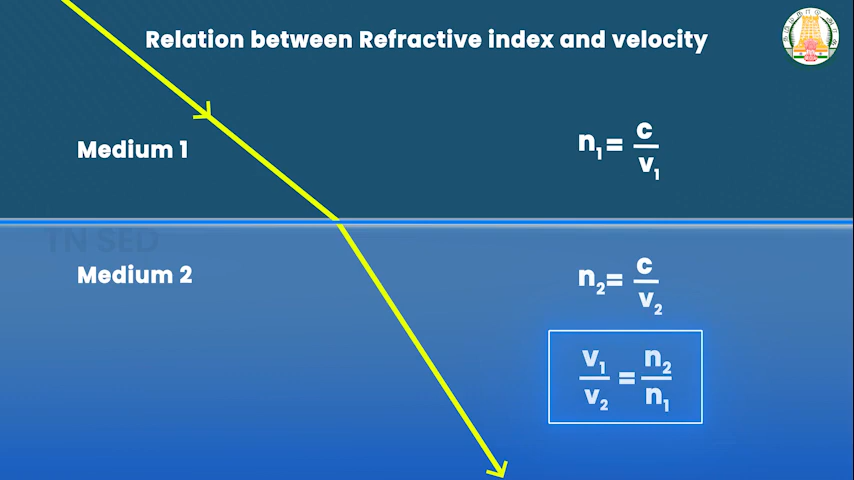 Relation between Refractive index and velocity
Medium 1
n₁ = c / v₁
TN SED
Medium 2
n₂ = c / v₂
v₁ / v₂ = n₂ / n₁